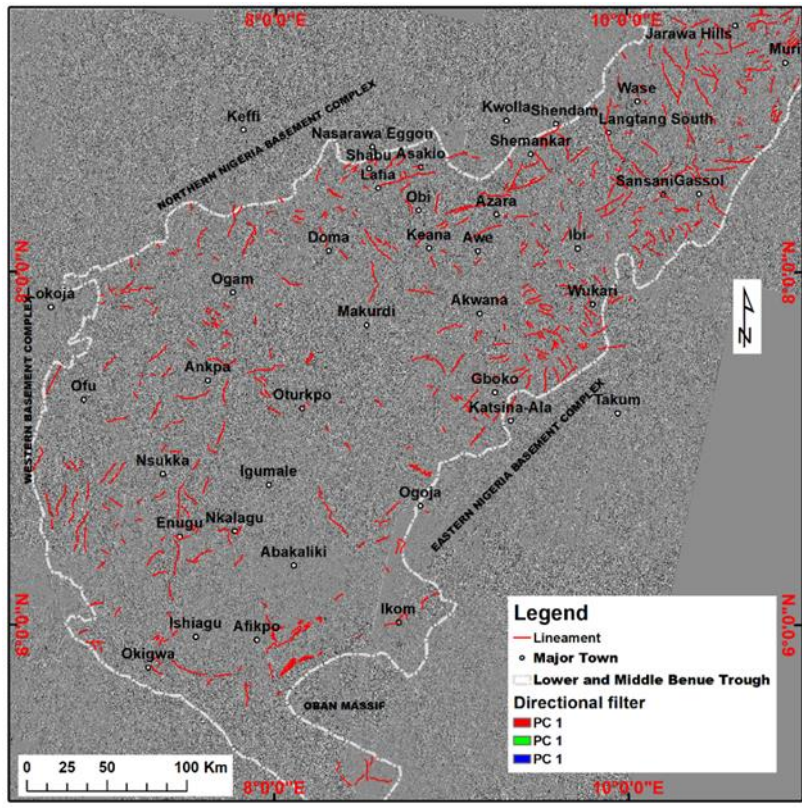 8°0'0"E
10°0'0"E
Jarawa Hills
Muri
Wase
Keffi
Kwolla
Shendam
Langtang South
NORTHERN NIGERIA BASEMENT COMPLEX
Nasarawa Eggon
Shabu
Asakio
Shemankar
Lafia
Sansani
Gassol
Obi
Azara
Doma
Keana
Awe
Ibi
8°0'0"N
8°0
Lokoja
Ogam
Akwana
Wukari
Makurdi
WESTERN BASEMENT COMPLEX
Ankpa
Ofu
Oturkpo
Gboko
Katsina-Ala
Takum
EASTERN NIGERIA BASEMENT COMPLEX
Nsukka
Igumale
Ogoja
Enugu
Nkalagu
Abakaliki
Ikom
8°0'0"N
6°0'0"N
Ishiagu
Afikpo
Okigwa
OBAN MASSIF
N
Legend
Lineament
Major Town
Lower and Middle Benue Trough
Directional filter
PC 1
PC 1
PC 1
0 25 50 100 Km
8°0'0"E
10°0'0"E